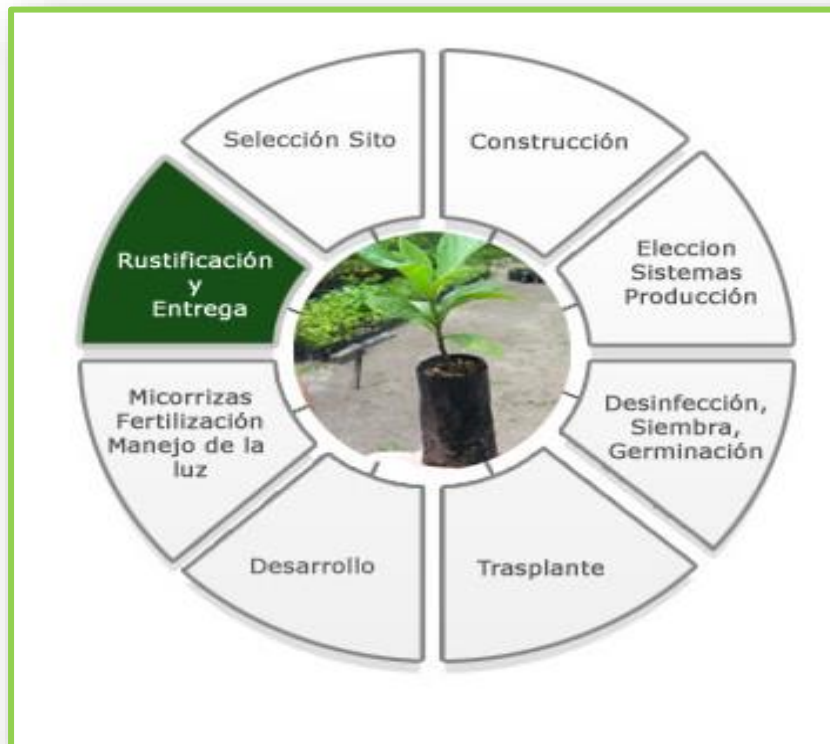 Selección Sito
Construcción
Eleccion
Sistemas
Producción
Desinfección,
Siembra,
Germinación
Trasplante
Desarrollo
Micorrizas
Fertilización
Manejo de la
luz
Rustificación
y
Entrega